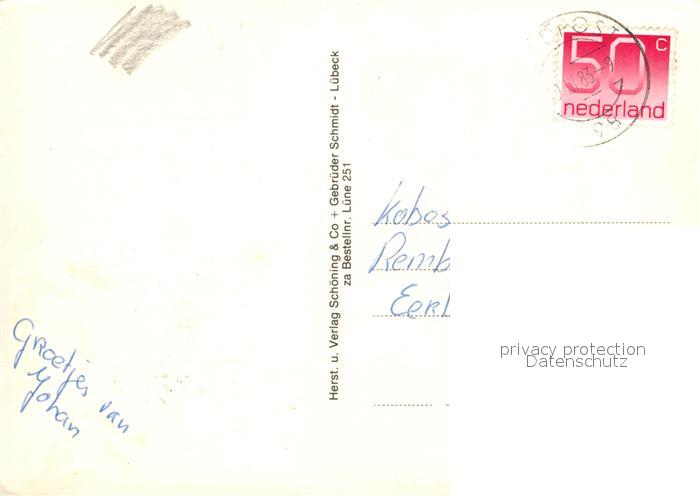 50 c
nederland
Herst. u. Verlag Schöning & Co + Gebrüder Schmidt - Lübeck
za Bestellnr. Lüne 251
Kobos
Remb
Eerl
privacy protection
Datenschutz
Groetjes van
Johan